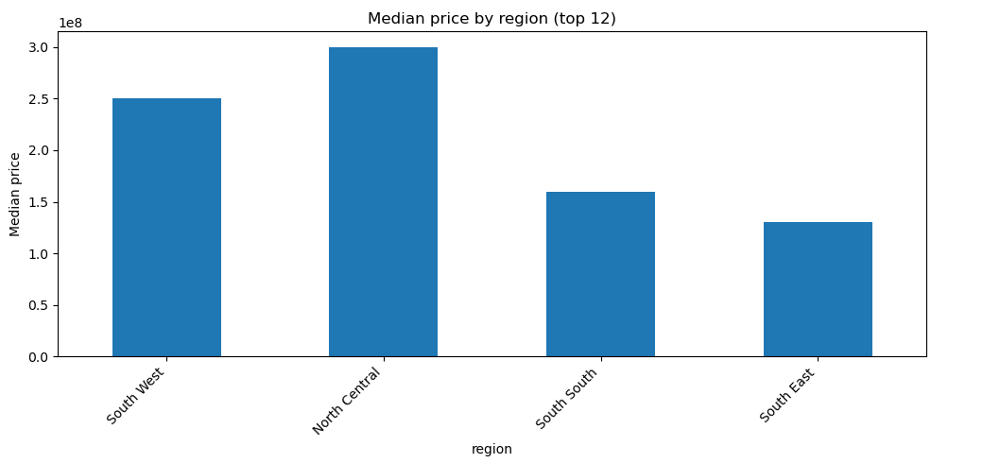 Median price by region (top 12)
1e8
3.0
2.5
2.0
1.5
1.0
0.5
0.0
Median price
South West
North Central
South South
South East
region